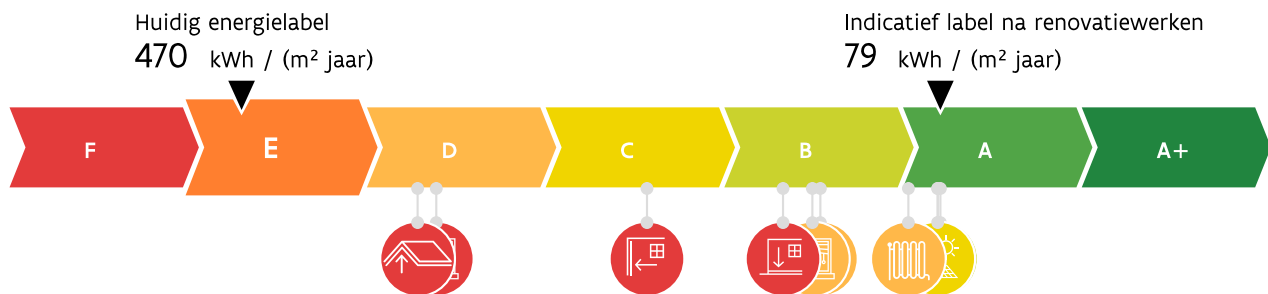 Huidig energielabel
470 kWh / (m² jaar)
Indicatief label na renovatiewerken
79 kWh / (m² jaar)
F E D C B A A+